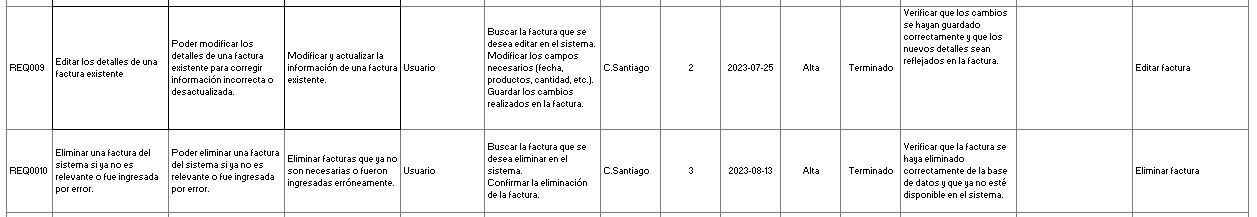 REQ009
Editar los detalles de una
factura existente
Poder modificar los
detalles de una factura
existente para corregir
información incorrecta o
desactualizada.
Modificar y actualizar la
información de una factura
existente.
Usuario
Buscar la factura que se
desea editar en el sistema.
Modificar los campos
necesarios (fecha,
productos, cantidad, etc.).
Guardar los cambios
realizados en la factura.
C.Santiago
2
2023-07-25
Alta
Terminado
Verificar que los cambios
se hayan guardado
correctamente y que los
nuevos detalles sean
reflejados en la factura.
Editar factura
REQ0010
Eliminar una factura del
sistema si ya no es
relevante o fue ingresada
por error.
Poder eliminar una factura
del sistema si ya no es
relevante o fue ingresada
por error.
Eliminar facturas que ya no
son necesarias o fueron
ingresadas erróneamente.
Usuario
Buscar la factura que se
desea eliminar en el
sistema.
Confirmar la eliminación
de la factura.
C.Santiago
3
2023-08-13
Alta
Terminado
Verificar que la factura se
haya eliminado
correctamente de la base
de datos y que ya no esté
disponible en el sistema.
Eliminar factura